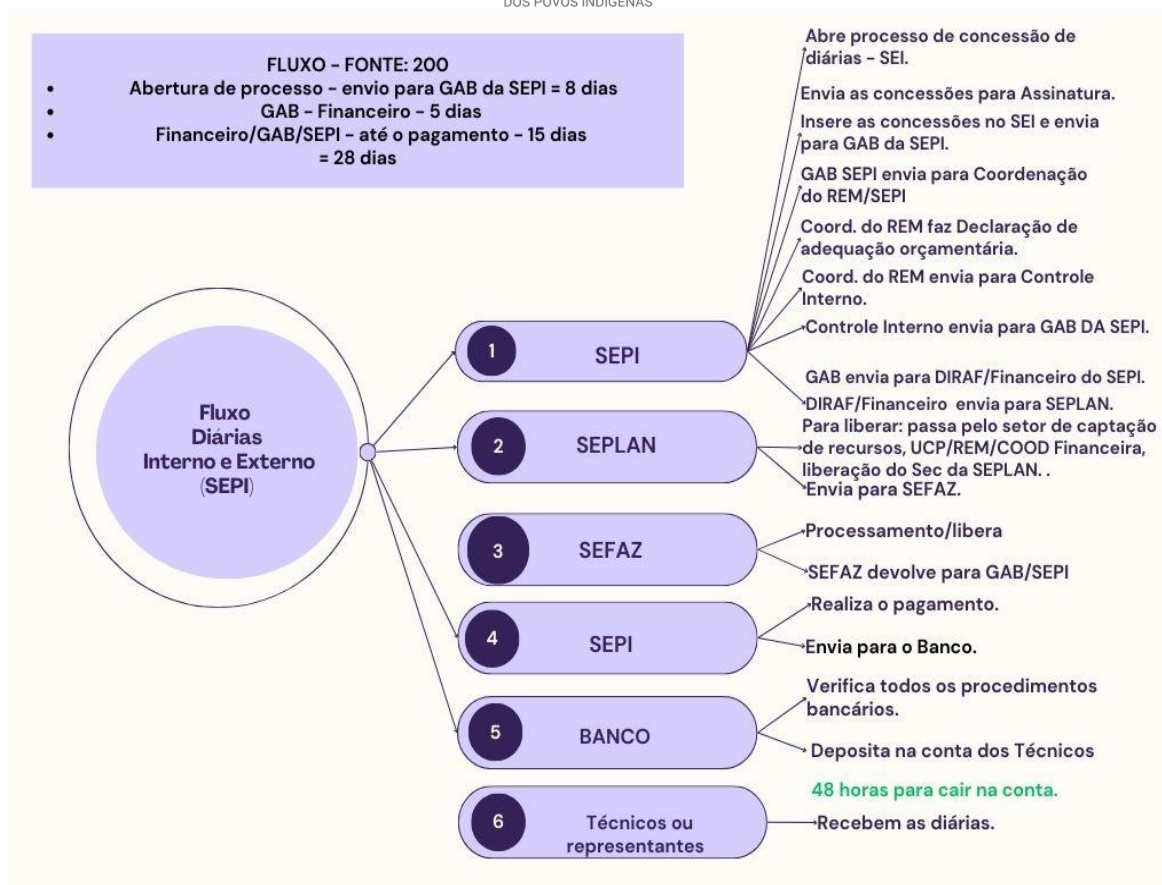 DOS POVOS INDÍGENAS
FLUXO - FONTE: 200
• Abertura de processo - envio para GAB da SEPI = 8 dias
• GAB - Financeiro - 5 dias
• Financeiro/GAB/SEPI - até o pagamento - 15 dias
= 28 dias
Fluxo
Diárias
Interno e Externo
(SEPI)
1
SEPI
Abre processo de concessão de
diárias - SEI.
Envia as concessões para Assinatura.
Insere as concessões no SEI e envia
para GAB da SEPI.
GAB SEPI envia para Coordenação
do REM/SEPI
Coord. do REM faz Declaração de
adequação orçamentária.
Coord. do REM envia para Controle
Interno.
Controle Interno envia para GAB DA SEPI.
GAB envia para DIRAF/Financeiro do SEPI.
DIRAF/Financeiro envia para SEPLAN.
2
SEPLAN
Para liberar: passa pelo setor de captação
de recursos, UCP/REM/COOD Financeira,
liberação do Sec da SEPLAN. .
Envia para SEFAZ.
3
SEFAZ
Processamento/libera
SEFAZ devolve para GAB/SEPI
4
SEPI
Realiza o pagamento.
Envia para o Banco.
5
BANCO
Verifica todos os procedimentos
bancários.
Deposita na conta dos Técnicos
48 horas para cair na conta.
6
Técnicos ou
representantes
Recebem as diárias.